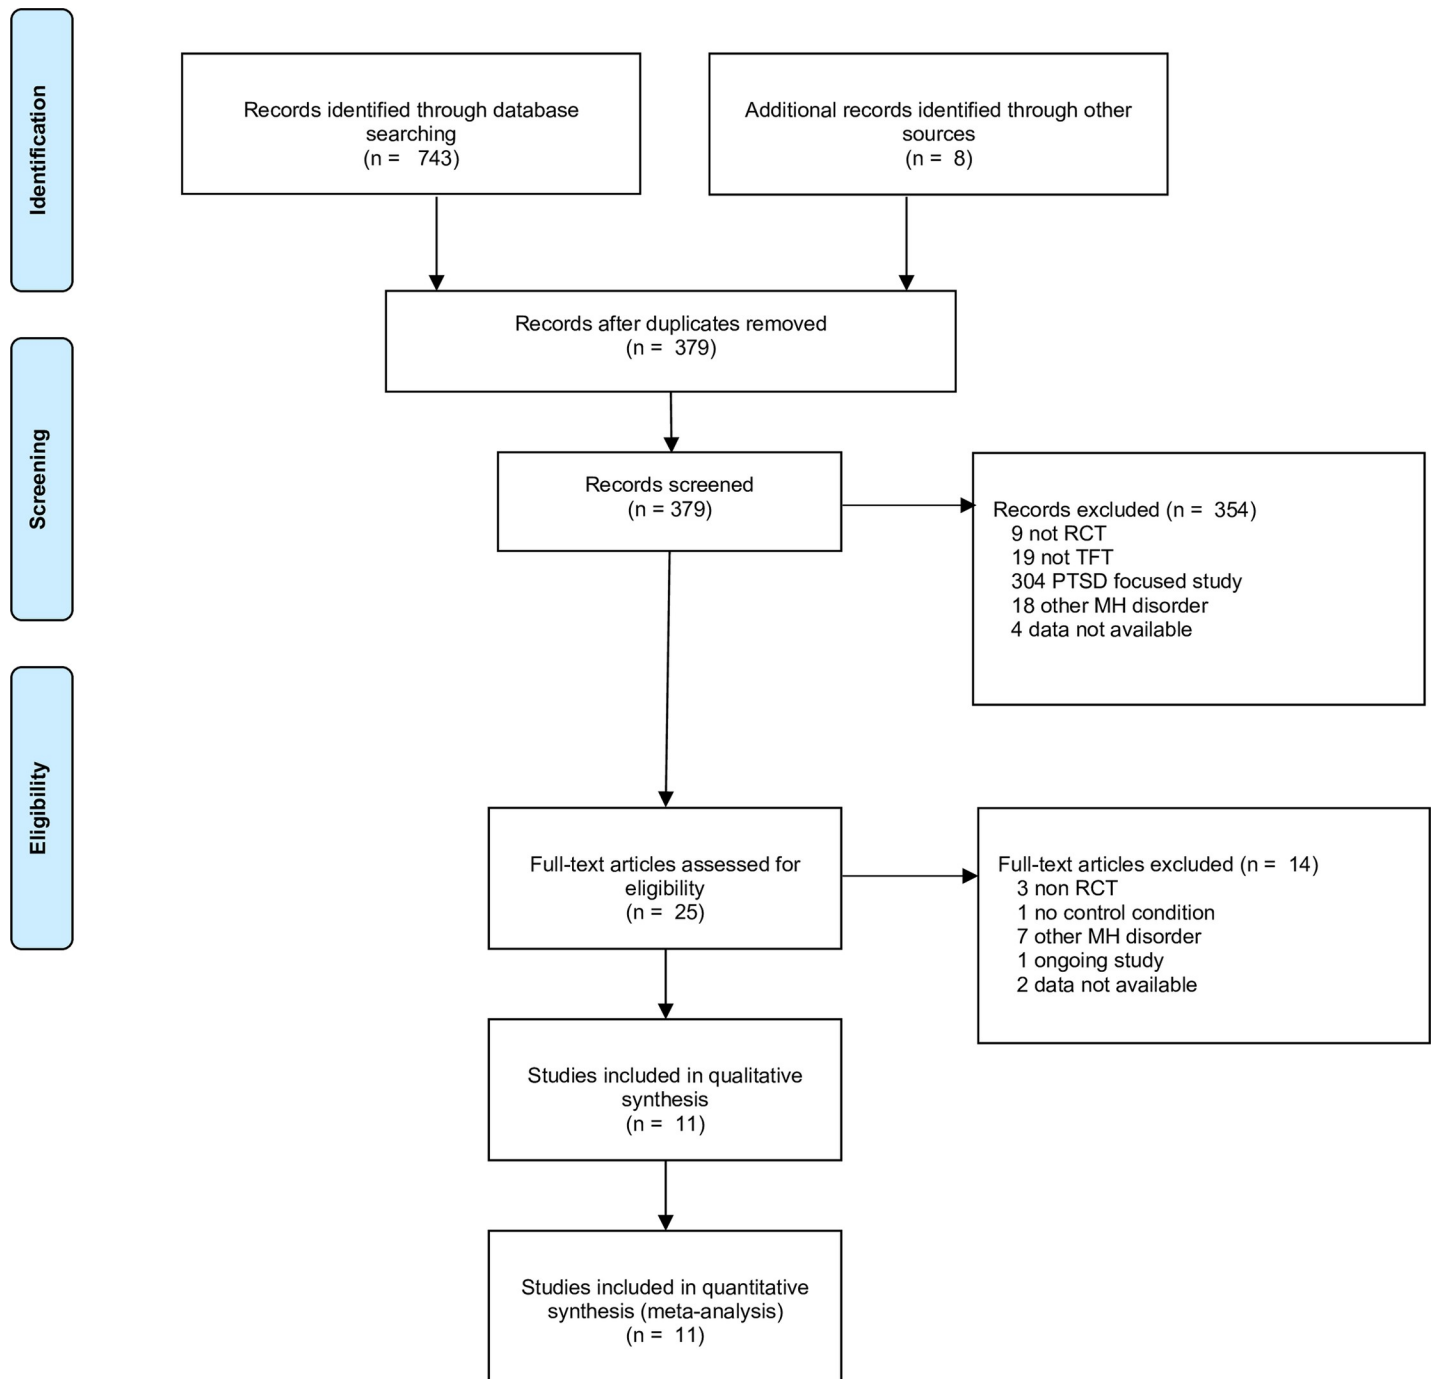 Identification
Records identified through database
searching
(n = 743)
Additional records identified through other
sources
(n = 8)
Records after duplicates removed
(n = 379)
Screening
Records screened
(n = 379)
Records excluded (n = 354)
9 not RCT
19 not TFT
304 PTSD focused study
18 other MH disorder
4 data not available
Eligibility
Full-text articles assessed for
eligibility
(n = 25)
Full-text articles excluded (n = 14)
3 non RCT
1 no control condition
7 other MH disorder
1 ongoing study
2 data not available
Studies included in qualitative
synthesis
(n = 11)
Studies included in quantitative
synthesis (meta-analysis)
(n = 11)